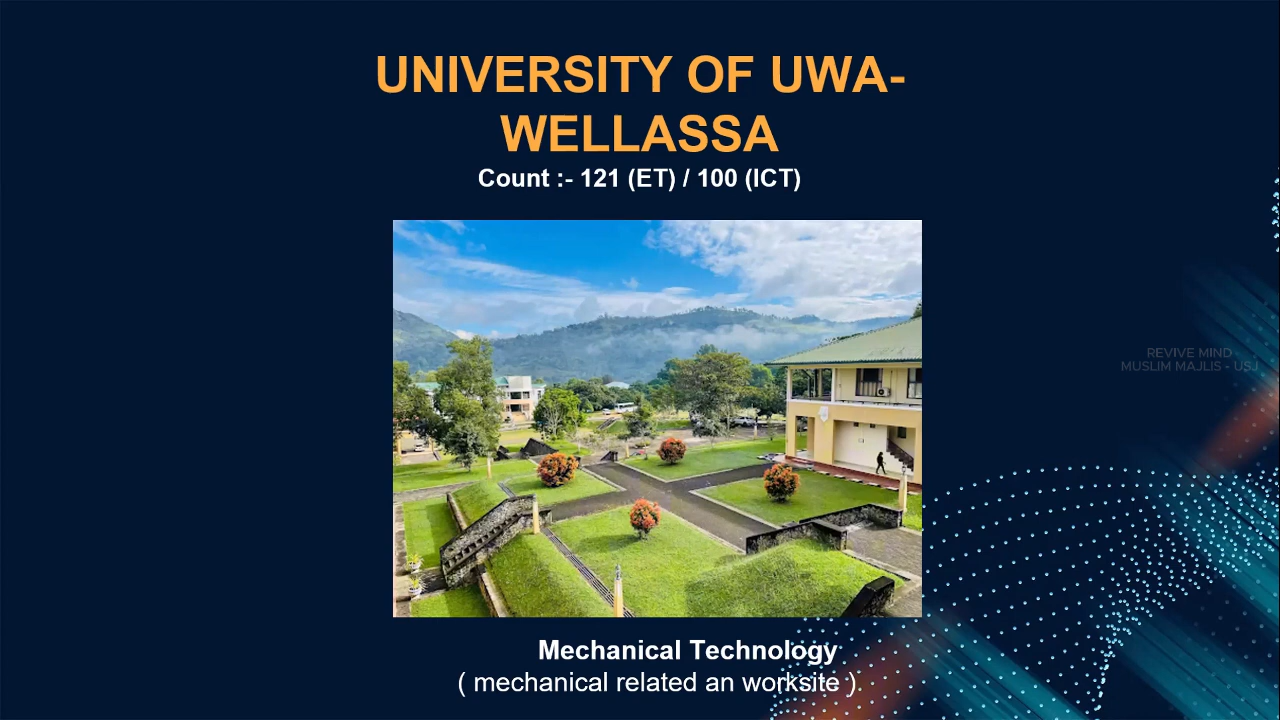 UNIVERSITY OF UWA-
WELLASSA
Count :- 121 (ET) / 100 (ICT)
REVIVE MIND
MUSLIM MAJLIS - USJ
Mechanical Technology
( mechanical related an worksite )